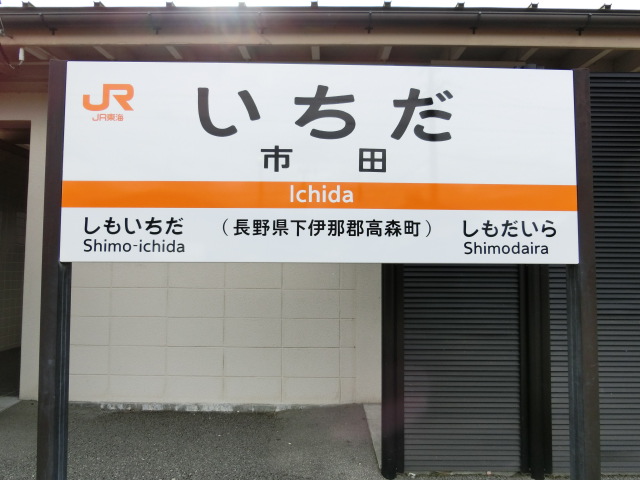 JR
JR東海
いちだ
市田
Ichida
しもいちだ
Shimo-ichida
(長野県下伊那郡高森町)
しもだいら
Shimodaira